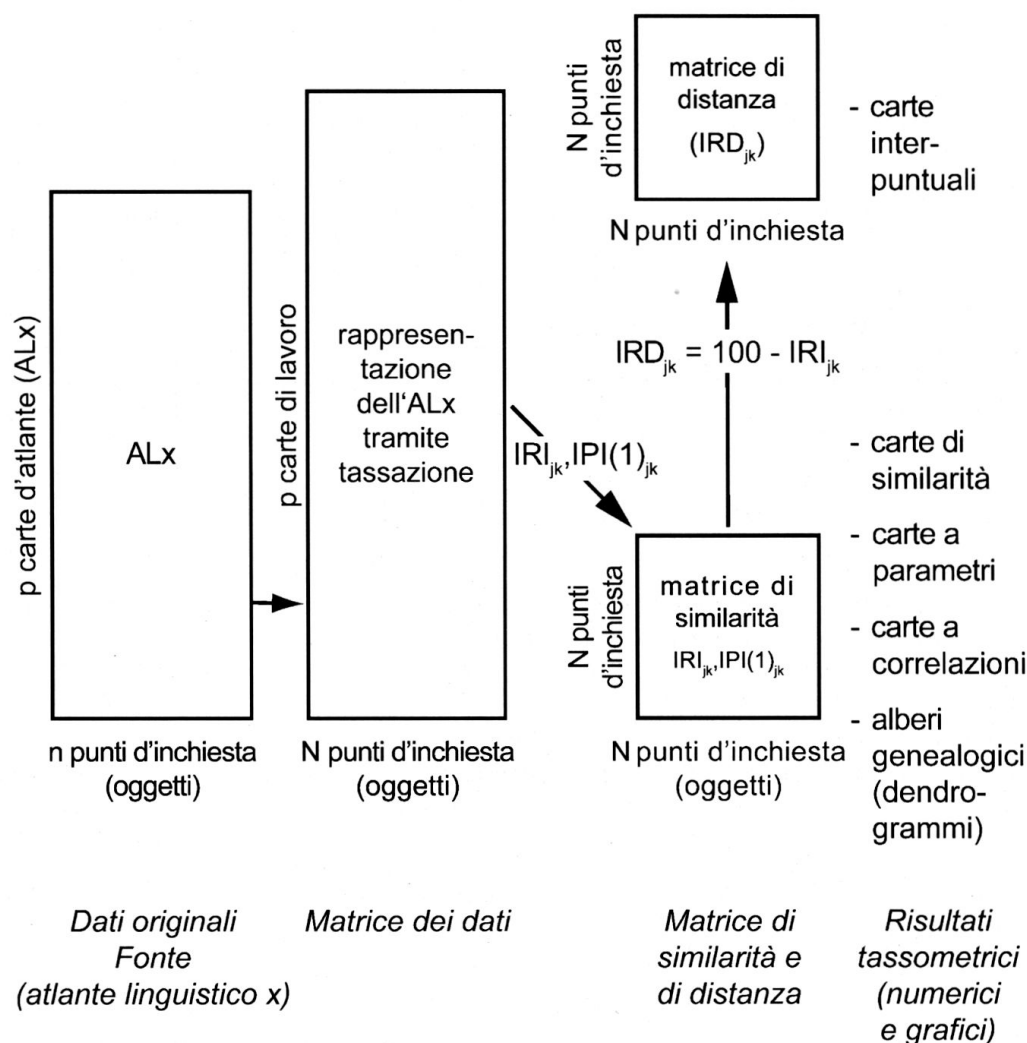 p carte d'atlante (ALx)
ALx
n punti d'inchiesta
(oggetti)
p carte di lavoro
rappresen-
tazione
dell'ALx
tramite
tassazione
N punti d'inchiesta
(oggetti)
IRIjk,IPI(1)jk
N punti
d'inchiesta
matrice di
distanza
(IRDjk)
N punti d'inchiesta
IRDjk = 100 - IRIjk
N punti
d'inchiesta
matrice di
similarità
IRIjk,IPI(1)jk
N punti d'inchiesta
(oggetti)
- carte
inter-
puntuali
- carte di
similarità
- carte a
parametri
- carte a
correlazioni
- alberi
genealogici
(dendro-
grammi)
Dati originali
Fonte
(atlante linguistico x)
Matrice dei dati
Matrice di
similarità e
di distanza
Risultati
tassometrici
(numerici
e grafici)